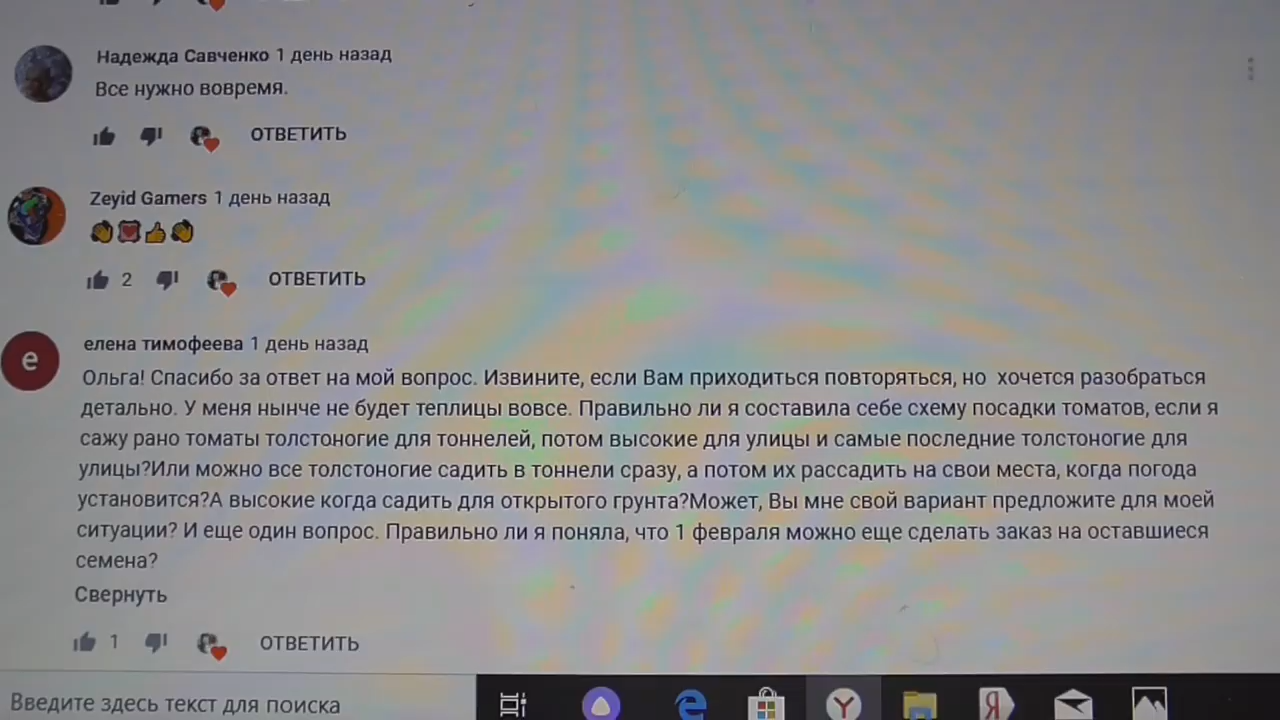 Надежда Савченко 1 день назад
Все нужно вовремя.
ОТВЕТИТЬ
Zeyid Gamers 1 день назад
👏💟👍👏
2 ОТВЕТИТЬ
е
елена тимофеева 1 день назад
Ольга! Спасибо за ответ на мой вопрос. Извините, если Вам приходиться повторяться, но хочется разобраться
детально. У меня нынче не будет теплицы вовсе. Правильно ли я составила себе схему посадки томатов, если я
сажу рано томаты толстоногие для тоннелей, потом высокие для улицы и самые последние толстоногие для
улицы?Или можно все толстоногие садить в тоннели сразу, а потом их рассадить на свои места, когда погода
установится?А высокие когда садить для открытого грунта?Может, Вы мне свой вариант предложите для моей
ситуации? И еще один вопрос. Правильно ли я поняла, что 1 февраля можно еще сделать заказ на оставшиеся
семена?
Свернуть
1 ОТВЕТИТЬ
Введите здесь текст для поиска
Y
Я